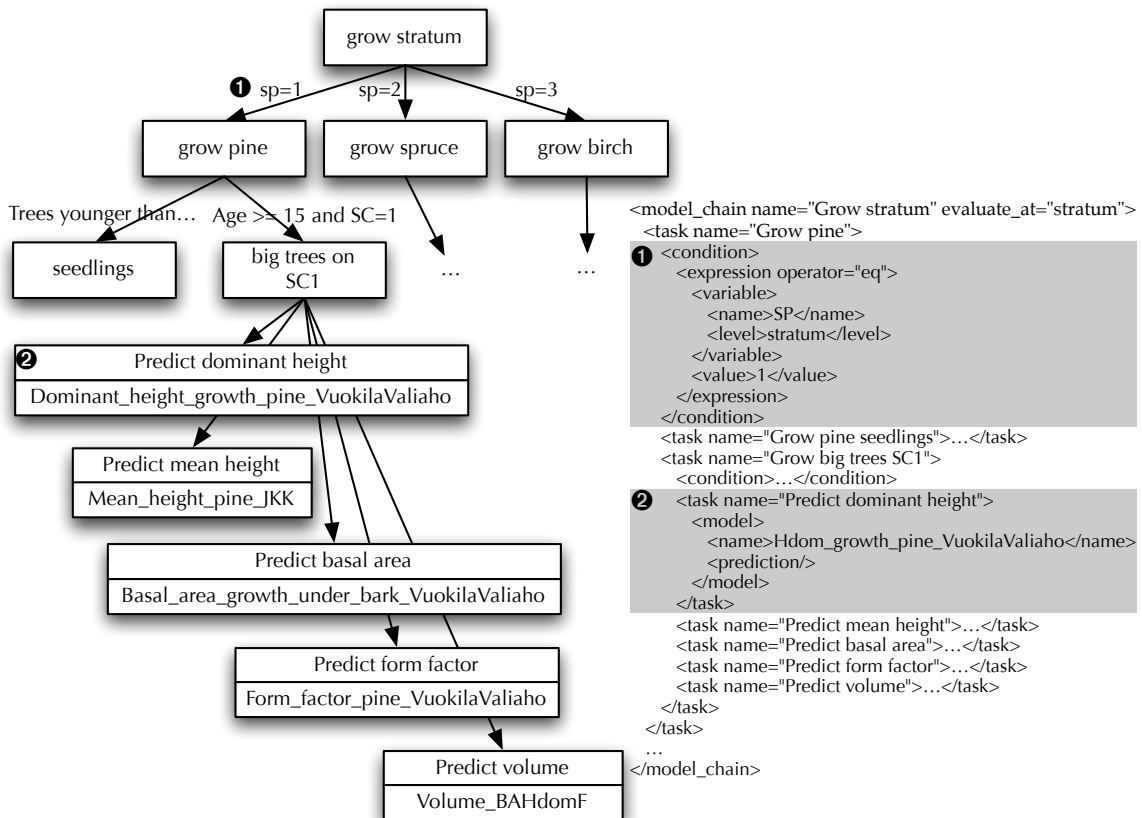 grow stratum
❶ sp=1
sp=2
sp=3
grow pine
grow spruce
grow birch
Trees younger than…
Age >= 15 and SC=1
seedlings
big trees on
SC1
…
…
❷
Predict dominant height
Dominant_height_growth_pine_VuokilaValiaho
Predict mean height
Mean_height_pine_JKK
Predict basal area
Basal_area_growth_under_bark_VuokilaValiaho
Predict form factor
Form_factor_pine_VuokilaValiaho
Predict volume
Volume_BAHdomF
<model_chain name="Grow stratum" evaluate_at="stratum">
<task name="Grow pine">
❶ <condition>
<expression operator="eq">
<variable>
<name>SP</name>
<level>stratum</level>
</variable>
<value>1</value>
</expression>
</condition>
<task name="Grow pine seedlings">…</task>
<task name="Grow big trees SC1">
<condition>…</condition>
❷ <task name="Predict dominant height">
<model>
<name>Hdom_growth_pine_VuokilaValiaho</name>
<prediction/>
</model>
</task>
<task name="Predict mean height">…</task>
<task name="Predict basal area">…</task>
<task name="Predict form factor">…</task>
<task name="Predict volume">…</task>
</task>
</task>
…
</model_chain>